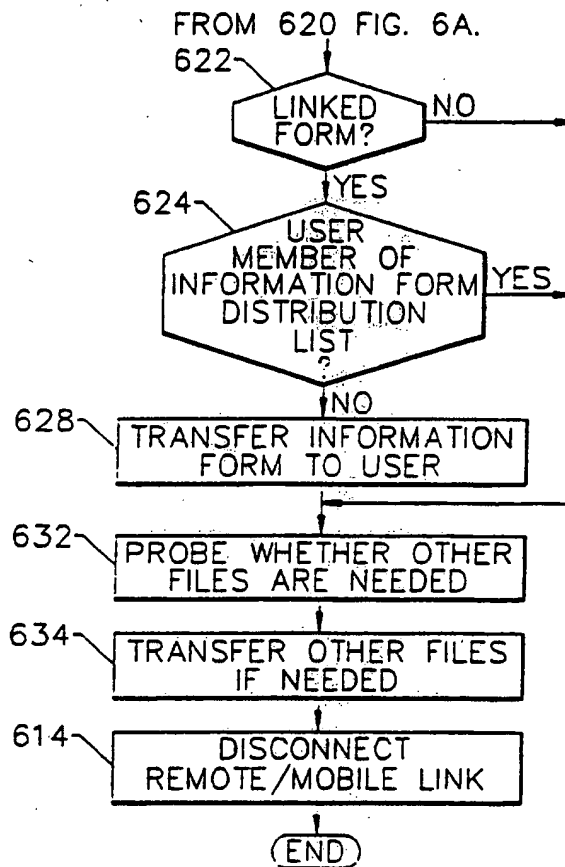 FROM 620 FIG. 6A.
622
LINKED
FORM?
NO
YES
624
USER
MEMBER OF
INFORMATION FORM
DISTRIBUTION
LIST
?
YES
NO
628
TRANSFER INFORMATION
FORM TO USER
632
PROBE WHETHER OTHER
FILES ARE NEEDED
634
TRANSFER OTHER FILES
IF NEEDED
614
DISCONNECT
REMOTE/MOBILE LINK
END